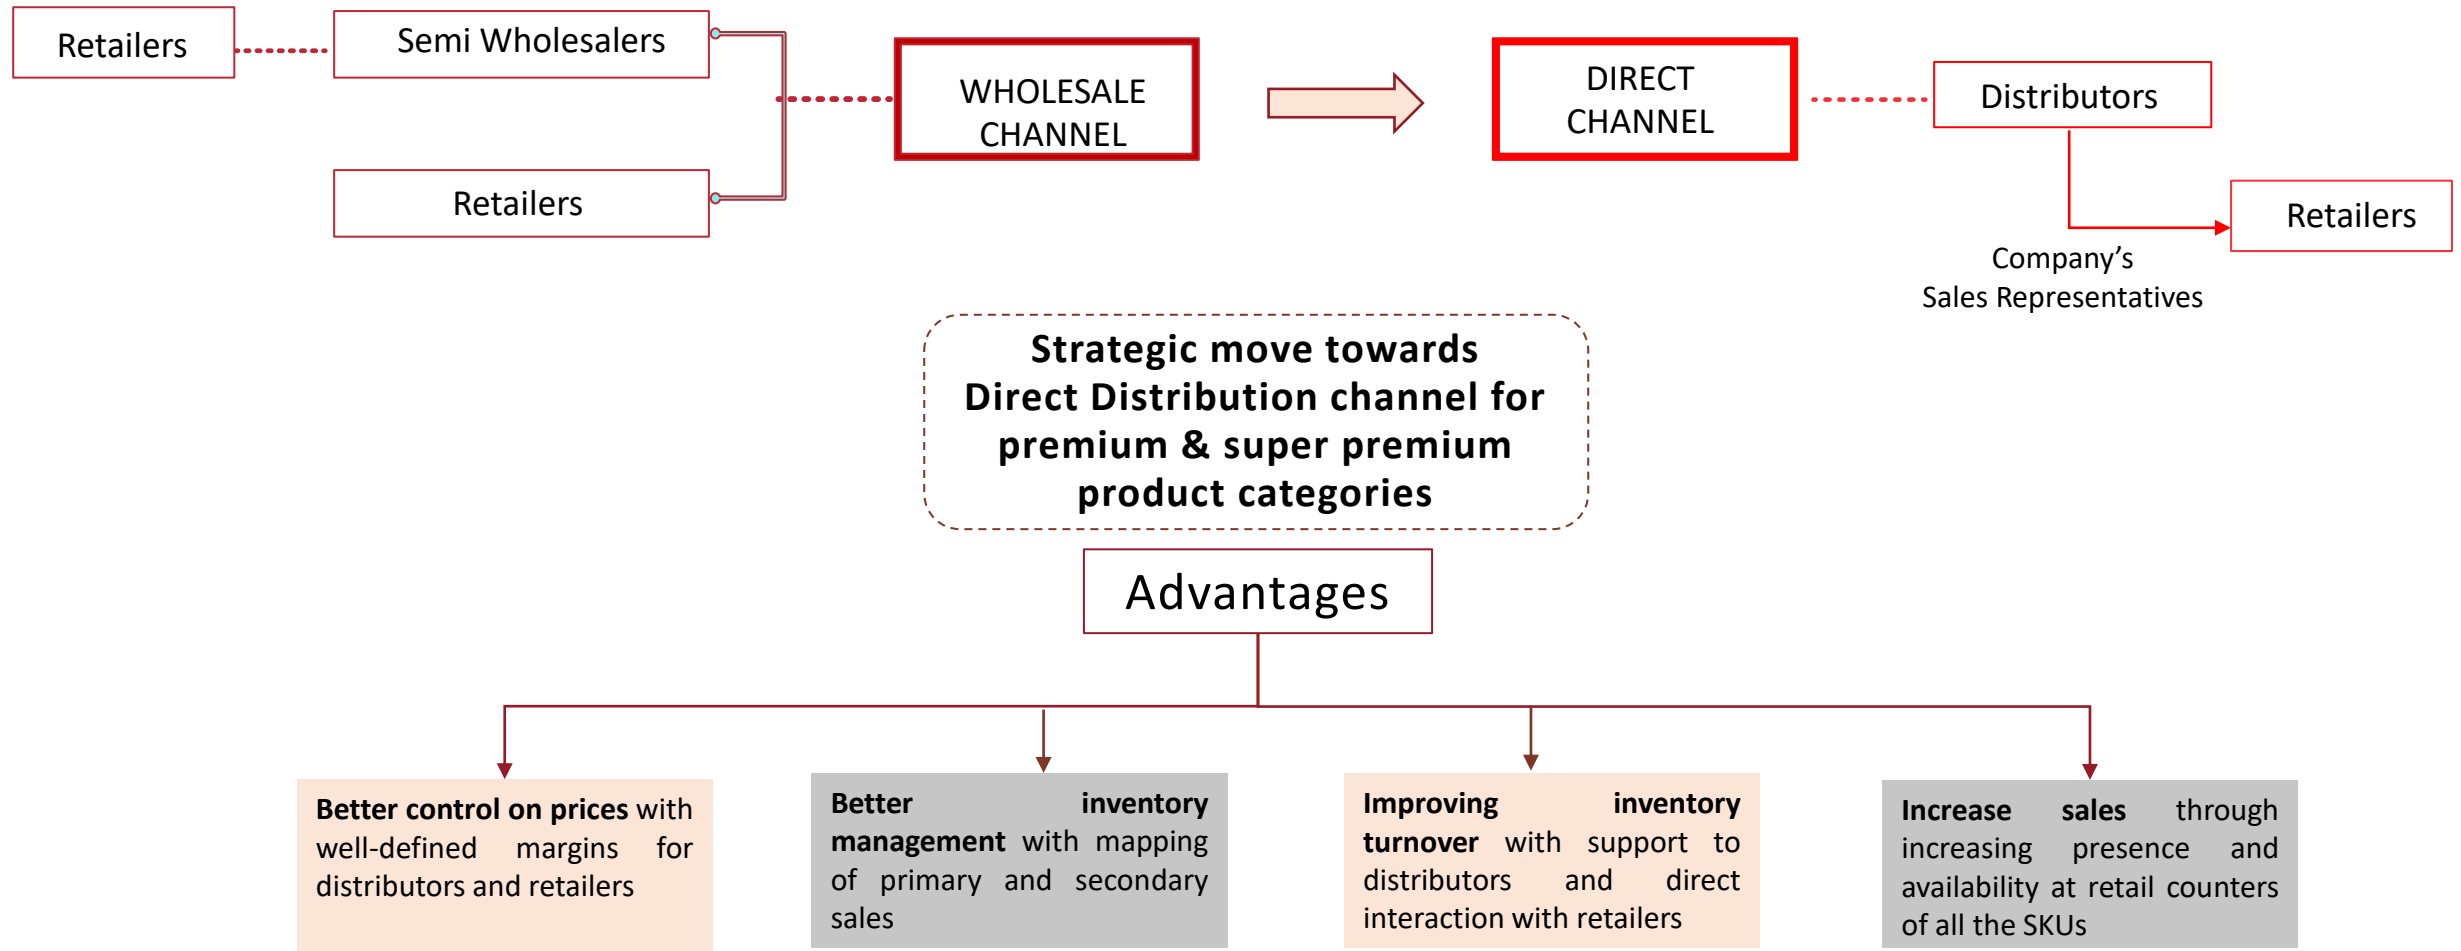 Retailers
Semi Wholesalers
Retailers
WHOLESALE
CHANNEL
DIRECT
CHANNEL
Distributors
Retailers
Company’s
Sales Representatives
Strategic move towards
Direct Distribution channel for
premium & super premium
product categories
Advantages
Better control on prices with
well-defined margins for
distributors and retailers
Better inventory
management with mapping
of primary and secondary
sales
Improving inventory
turnover with support to
distributors and direct
interaction with retailers
Increase sales through
increasing presence and
availability at retail counters
of all the SKUs